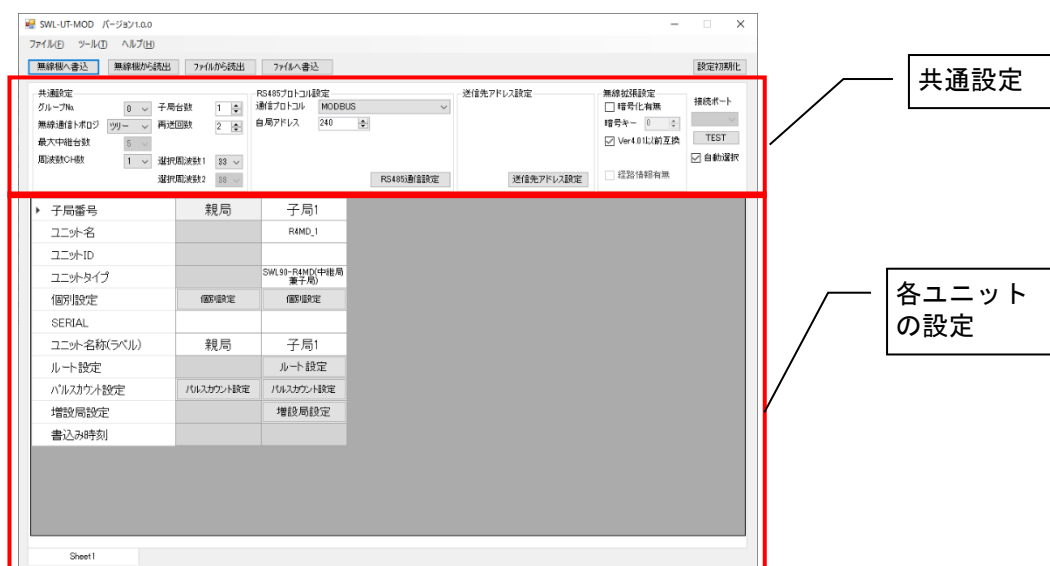 SWL-UT-MOD バージョン1.0.0
ファイル(F) ツール(T) ヘルプ(H)
無線機へ書込 無線機から読出 ファイルから読出 ファイルへ書込 設定初期化
共通設定 RS485プロトコル設定 送信先アドレス設定 無線拡張設定
グループNo. 0 子局台数 1 通信プロトコル MODBUS 暗号化有無 接続ポート
無線通信トポロジ ツリー 再送回数 2 自局アドレス 240 暗号キー 0
最大中継台数 5 Ver4.01以前互換 TEST
周波数CH数 1 選択周波数1 33 自動選択
選択周波数2 38 RS485通信設定 送信先アドレス設定 経路情報有無
子局番号 親局 子局1
ユニット名 R4MD_1
ユニットID
ユニットタイプ SWL90-R4MD(中継局
兼子局)
個別設定 個別設定 個別設定
SERIAL
ユニット名称(ラベル) 親局 子局1
ルート設定 ルート設定
パルスカウント設定 パルスカウント設定 パルスカウント設定
増設局設定 増設局設定
書込み時刻
Sheet1
共通設定
各ユニット
の設定